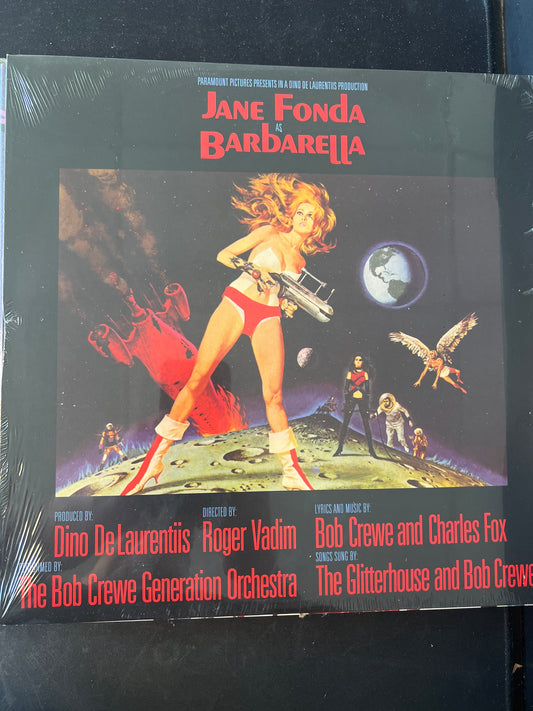 PARAMOUNT PICTURES PRESENTS IN A DINO DE LAURENTIIS PRODUCTION
JANE FONDA
AS
BARBARELLA
PRODUCED BY:
Dino De Laurentiis
DIRECTED BY:
Roger Vadim
LYRICS AND MUSIC BY:
Bob Crewe and Charles Fox
The Bob Crewe Generation Orchestra
SONGS SUNG BY:
The Glitterhouse and Bob Crewe